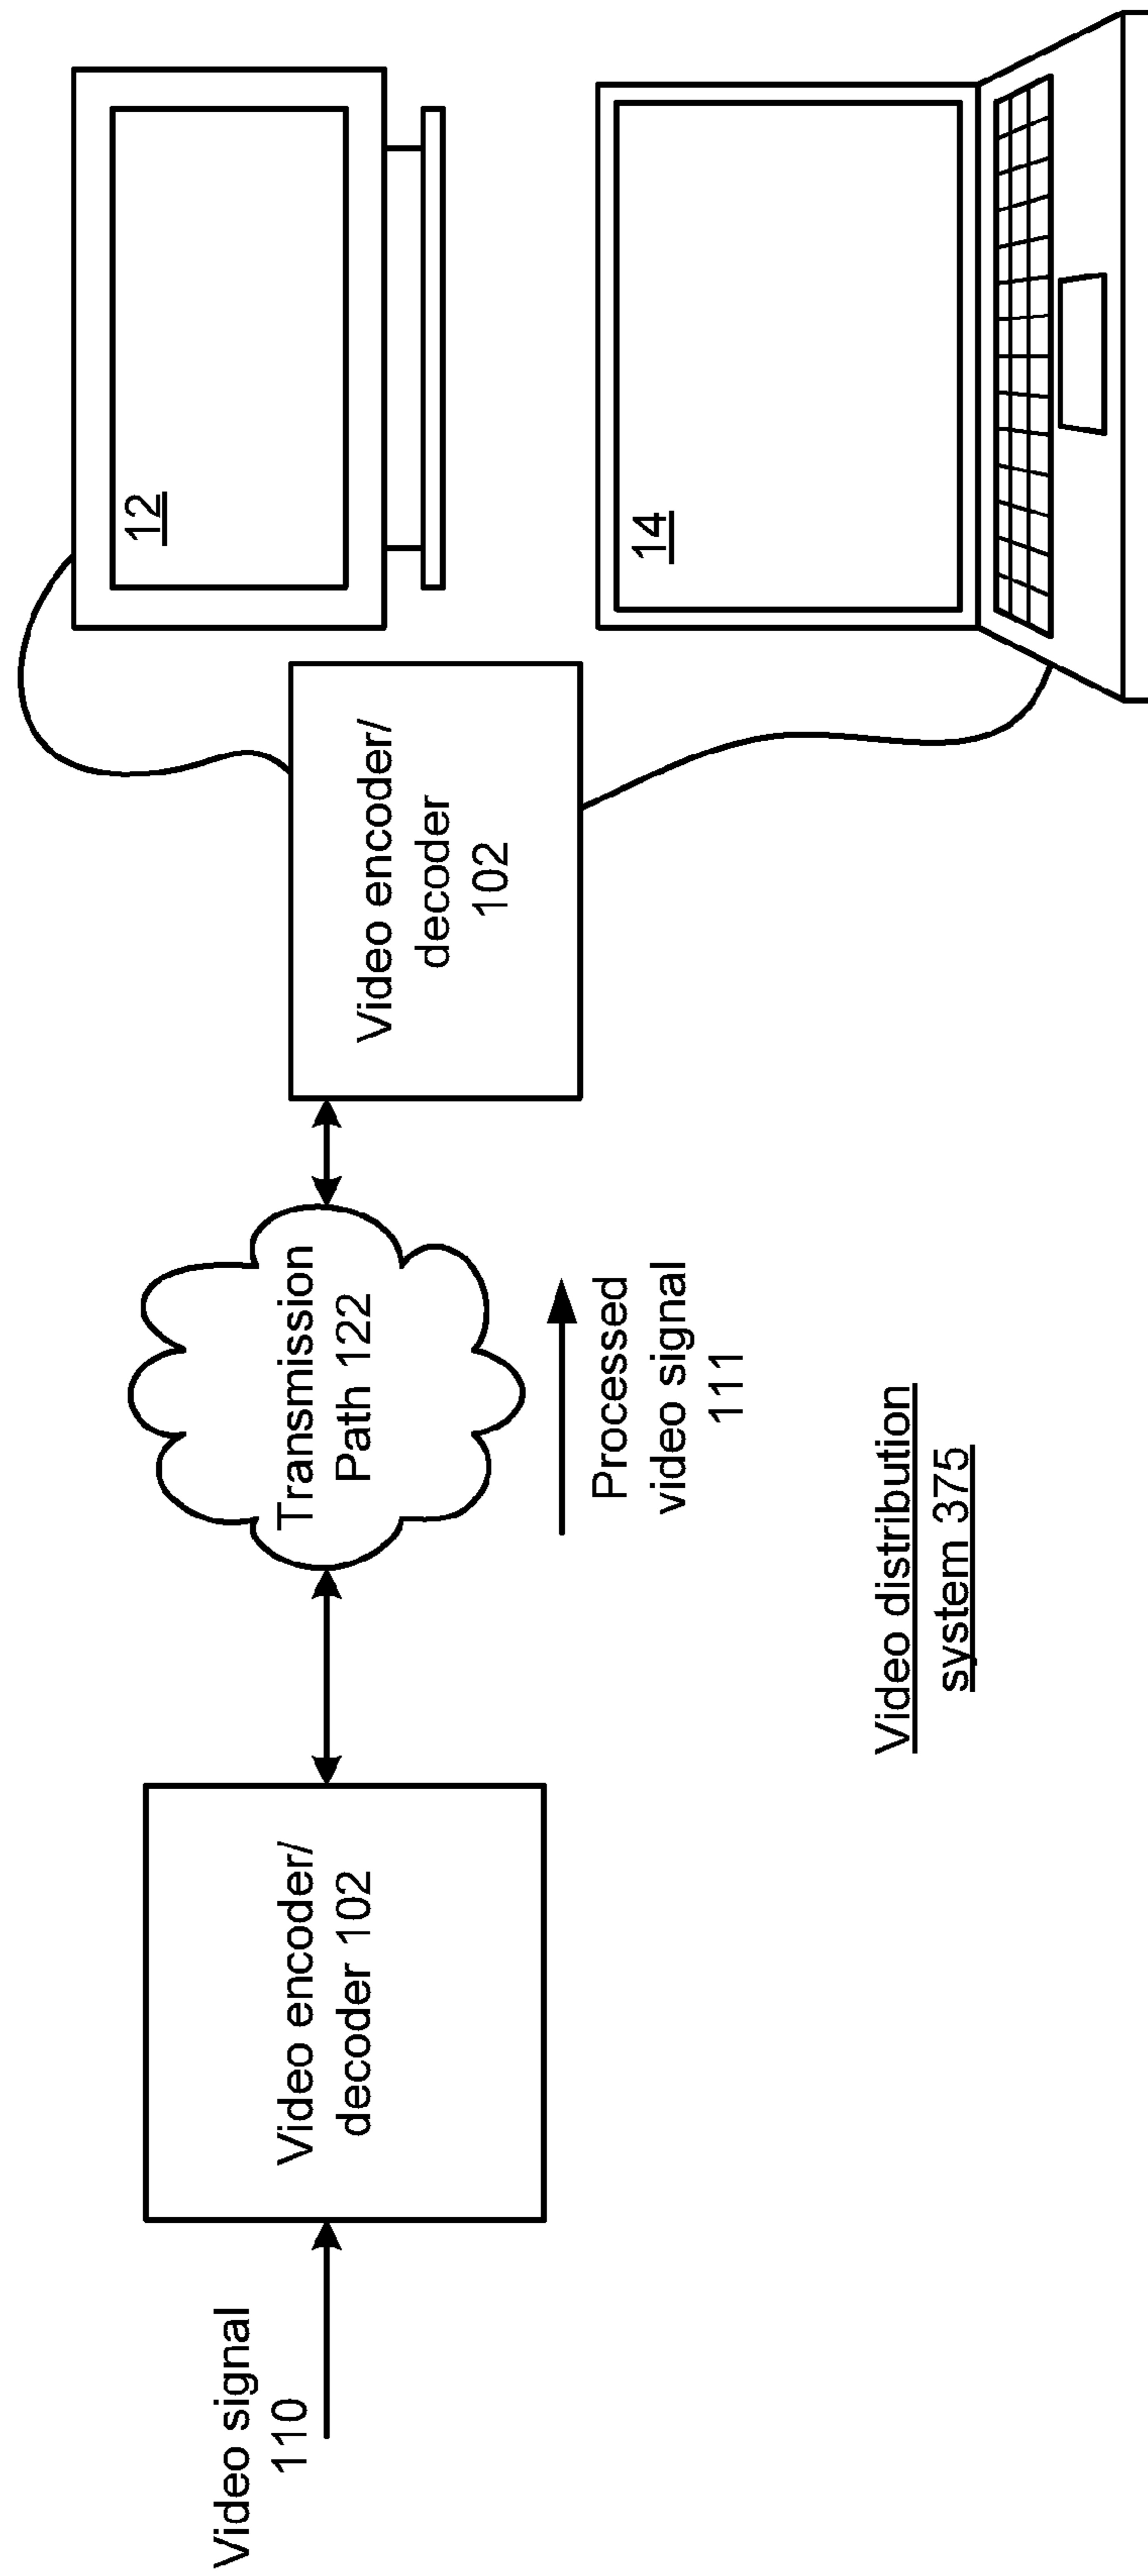 Video signal
110
Video encoder/
decoder 102
Transmission
Path 122
Processed
video signal
111
Video encoder/
decoder
102
12
14
Video distribution
system 375